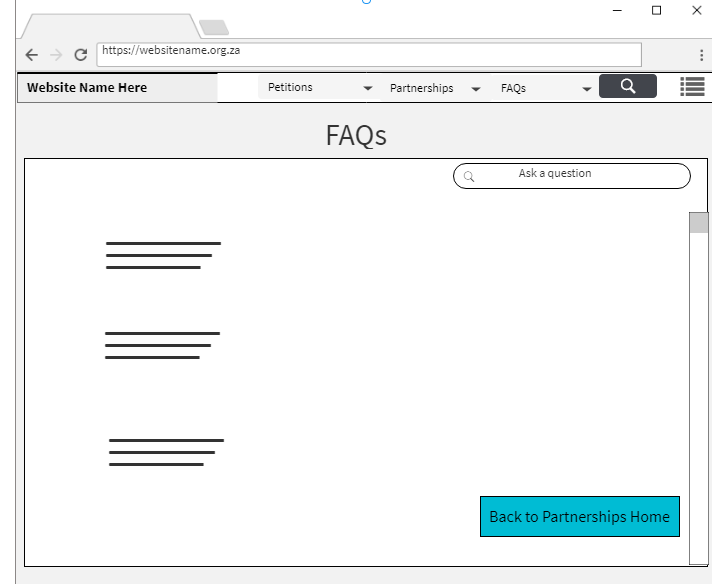 https://websitename.org.za
Website Name Here
Petitions
Partnerships
FAQs
FAQs
Ask a question
Back to Partnerships Home